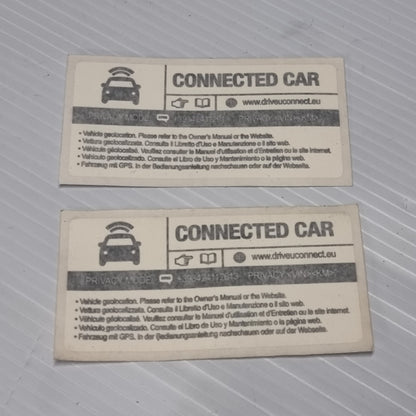 CONNECTED CAR
www.driveuconnect.eu
PRIVACY MODE: PRIVACY <VIN><KM>
• Vehicle geolocation. Please refer to the Owner's Manual or the Website.
• Vettura geolocalizzata. Consulta il Libretto d'Uso e Manutenzione o il sito web.
• Véhicule géolocalisé. Veuillez consulter le Manuel d'utilisation et d'Entretien ou le site internet.
• Vehículo geolocalizado. Consulte el Libro de Uso y Mantenimiento o la página web.
• Fahrzeug mit GPS. In der Bedienungsanleitung nachschauen oder auf der Webseite.
CONNECTED CAR
www.driveuconnect.eu
PRIVACY MODE: PRIVACY <VIN><KM>
• Vehicle geolocation. Please refer to the Owner's Manual or the Website.
• Vettura geolocalizzata. Consulta il Libretto d'Uso e Manutenzione o il sito web.
• Véhicule géolocalisé. Veuillez consulter le Manuel d'utilisation et d'Entretien ou le site internet.
• Vehículo geolocalizado. Consulte el Libro de Uso y Mantenimiento o la página web.
• Fahrzeug mit GPS. In der Bedienungsanleitung nachschauen oder auf der Webseite.